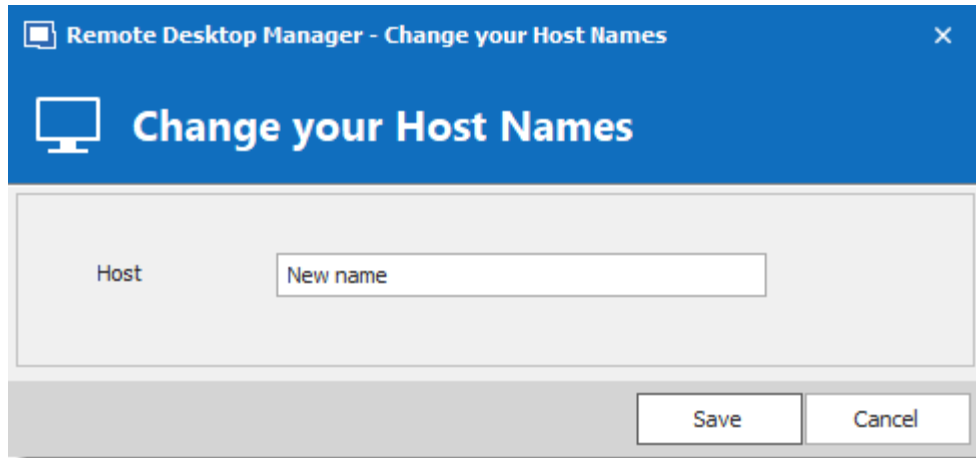 Remote Desktop Manager - Change your Host Names
Change your Host Names
Host New name
Save Cancel